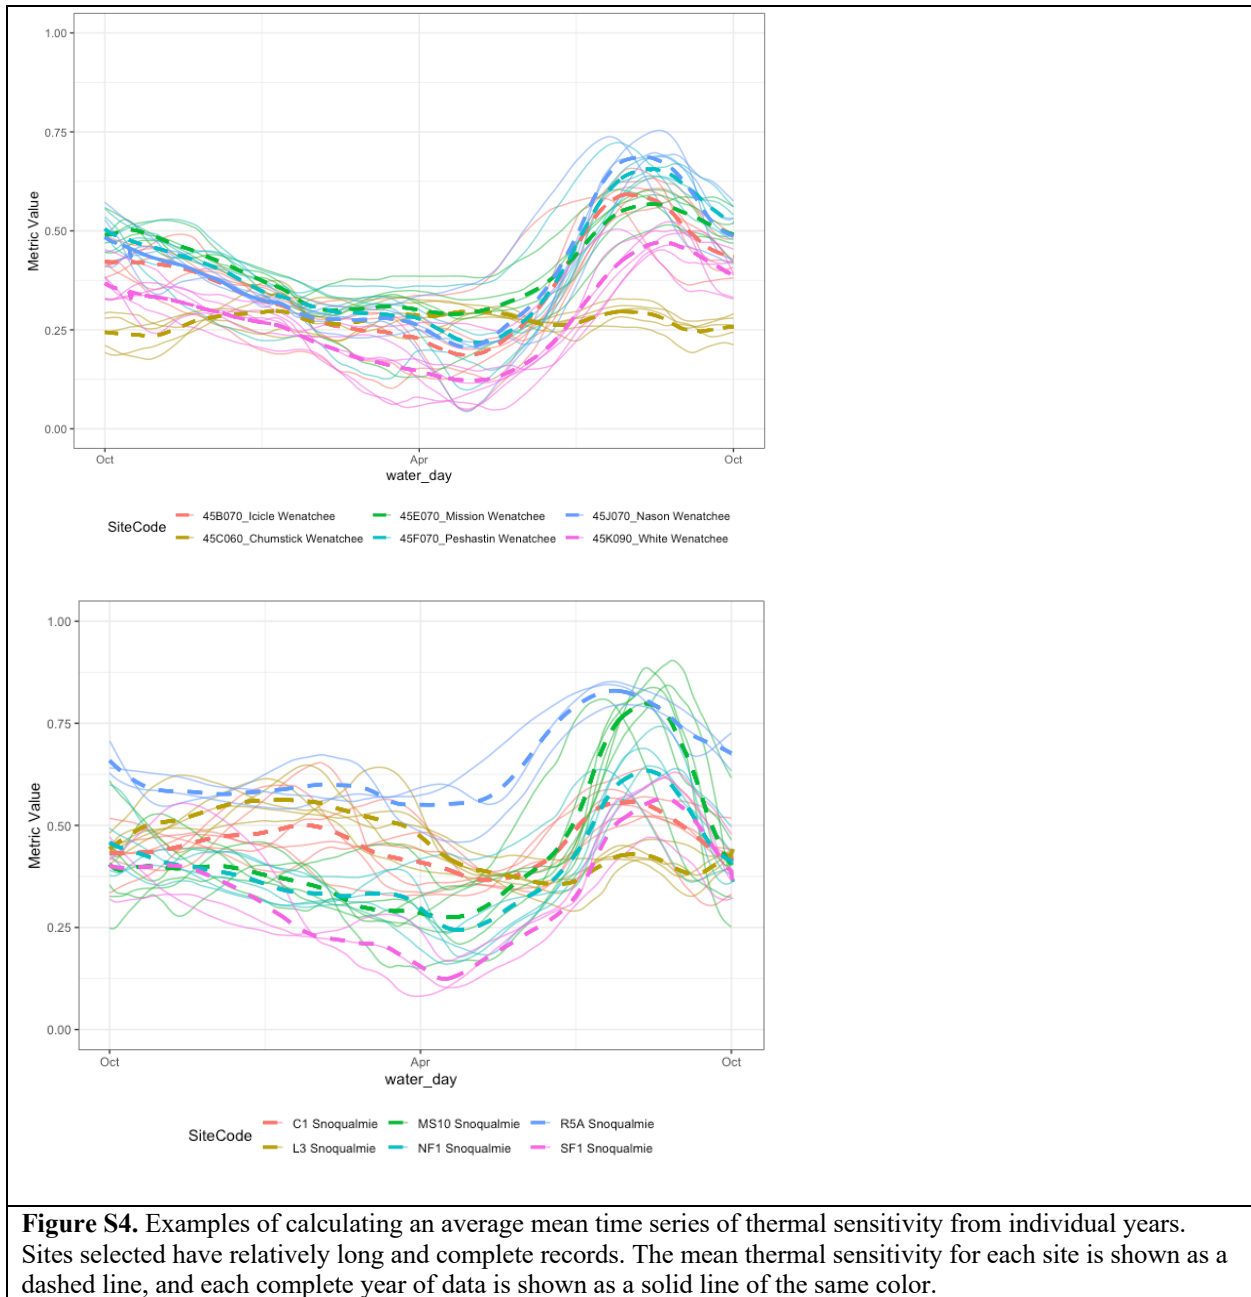 1.00
0.75
0.50
0.25
0.00
Metric Value
Oct
Apr
Oct
water_day
SiteCode
45B070_Icicle Wenatchee
45E070_Mission Wenatchee
45J070_Nason Wenatchee
45C060_Chumstick Wenatchee
45F070_Peshastin Wenatchee
45K090_White Wenatchee
1.00
0.75
0.50
0.25
0.00
Metric Value
Oct
Apr
Oct
water_day
SiteCode
C1 Snoqualmie
MS10 Snoqualmie
R5A Snoqualmie
L3 Snoqualmie
NF1 Snoqualmie
SF1 Snoqualmie
Figure S4. Examples of calculating an average mean time series of thermal sensitivity from individual years.
Sites selected have relatively long and complete records. The mean thermal sensitivity for each site is shown as a
dashed line, and each complete year of data is shown as a solid line of the same color.